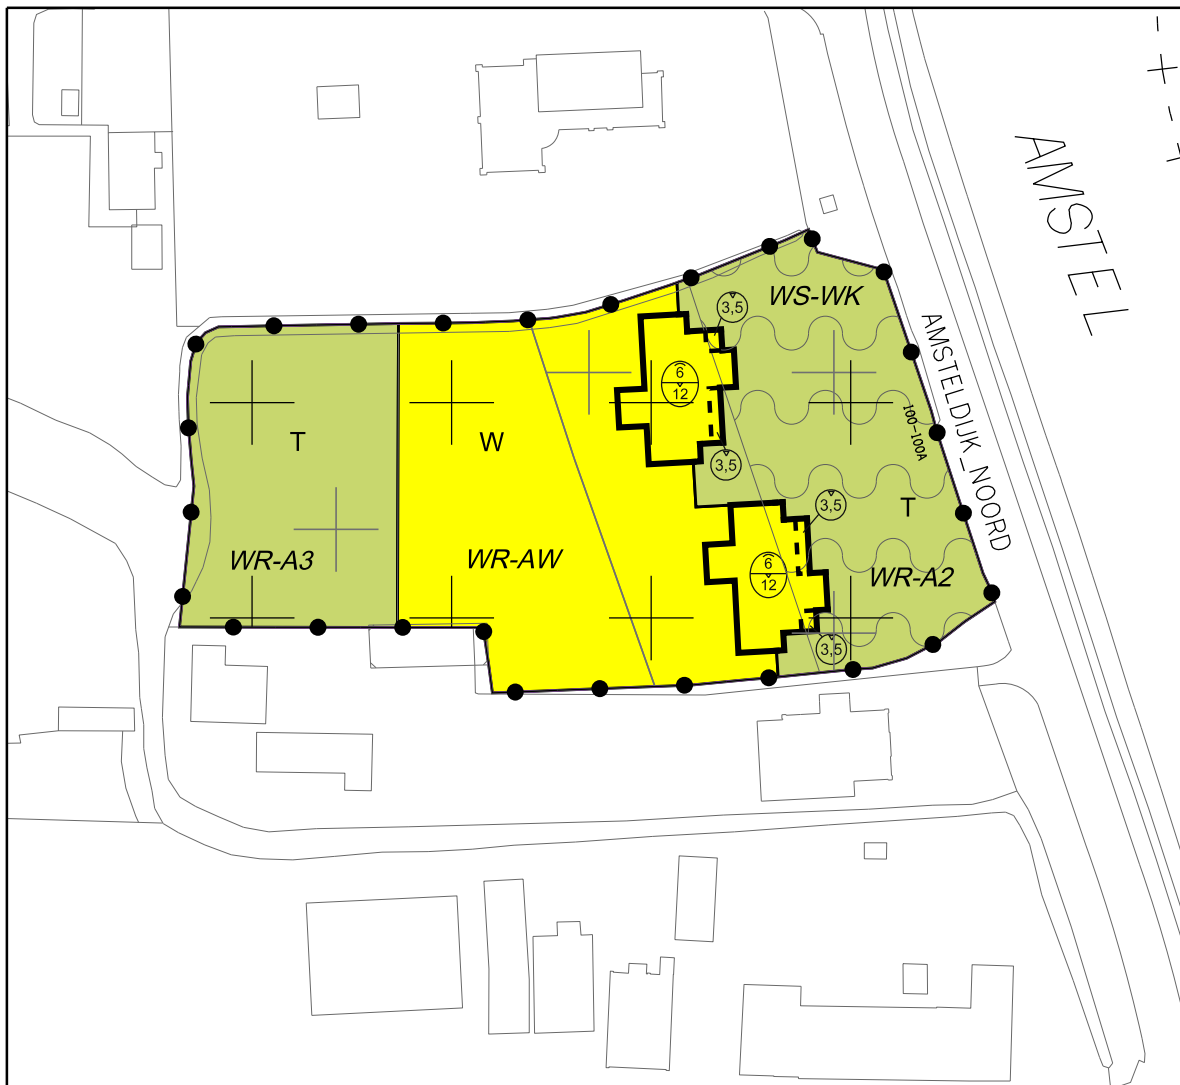 AMSTEL
WS-WK
3,5
6
12
AMSTELDIJK_NOORD
100-100A
T
W
3,5
3,5
T
WR-A3
WR-AW
6
12
WR-A2
3,5